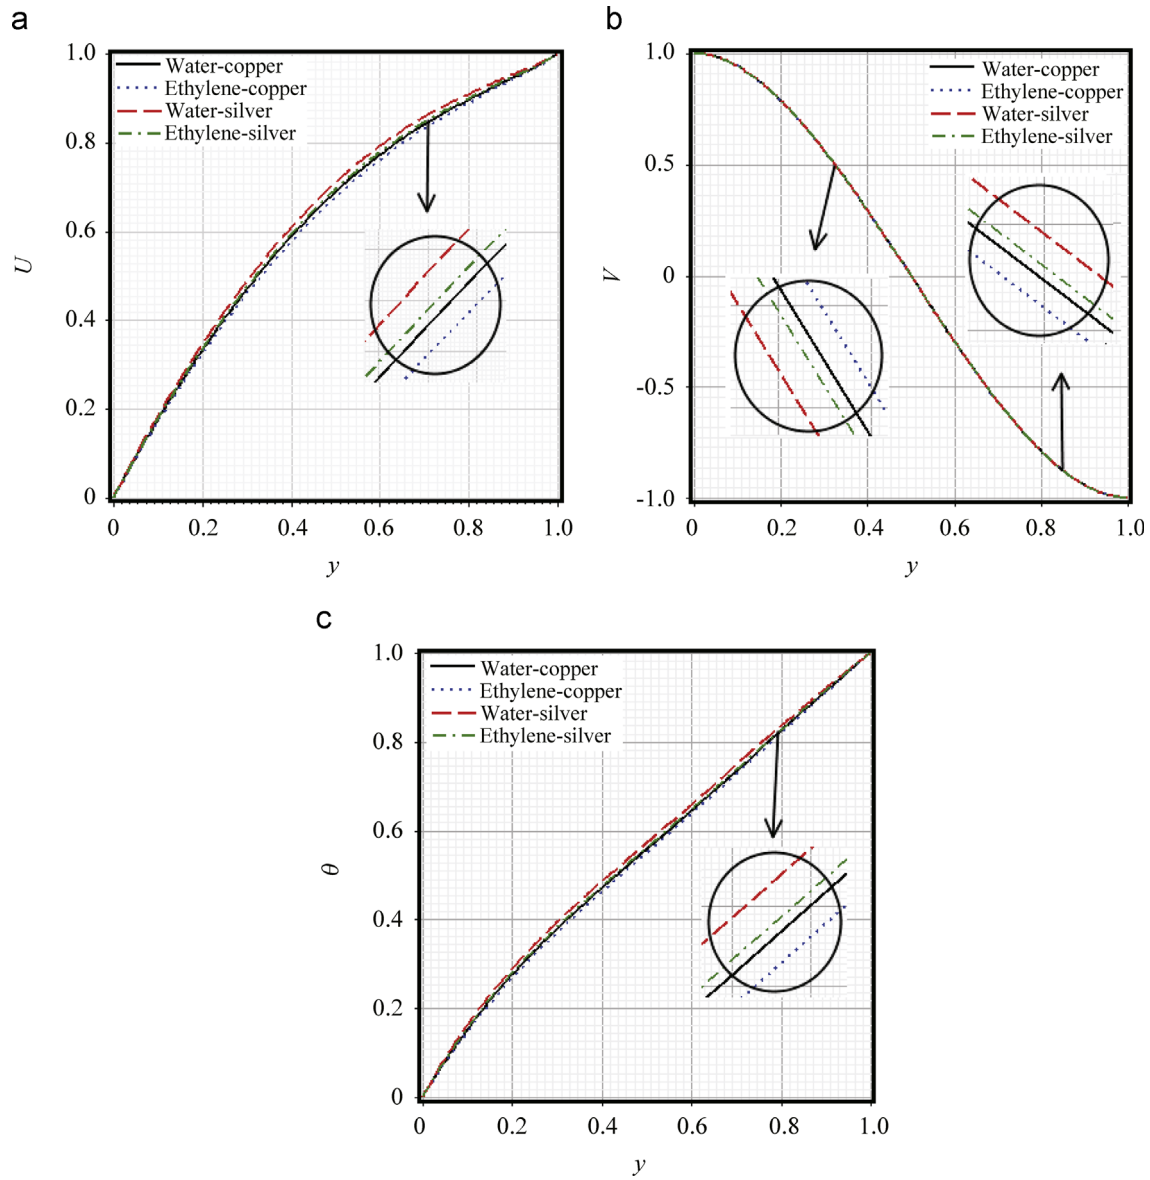 a
1.0
0.8
0.6
0.4
0.2
0
U
Water-copper
Ethylene-copper
Water-silver
Ethylene-silver
0 0.2 0.4 0.6 0.8 1.0
y
b
1.0
0.5
0
-0.5
-1.0
V
Water-copper
Ethylene-copper
Water-silver
Ethylene-silver
0 0.2 0.4 0.6 0.8 1.0
y
c
1.0
0.8
0.6
0.4
0.2
0
θ
Water-copper
Ethylene-copper
Water-silver
Ethylene-silver
0 0.2 0.4 0.6 0.8 1.0
y